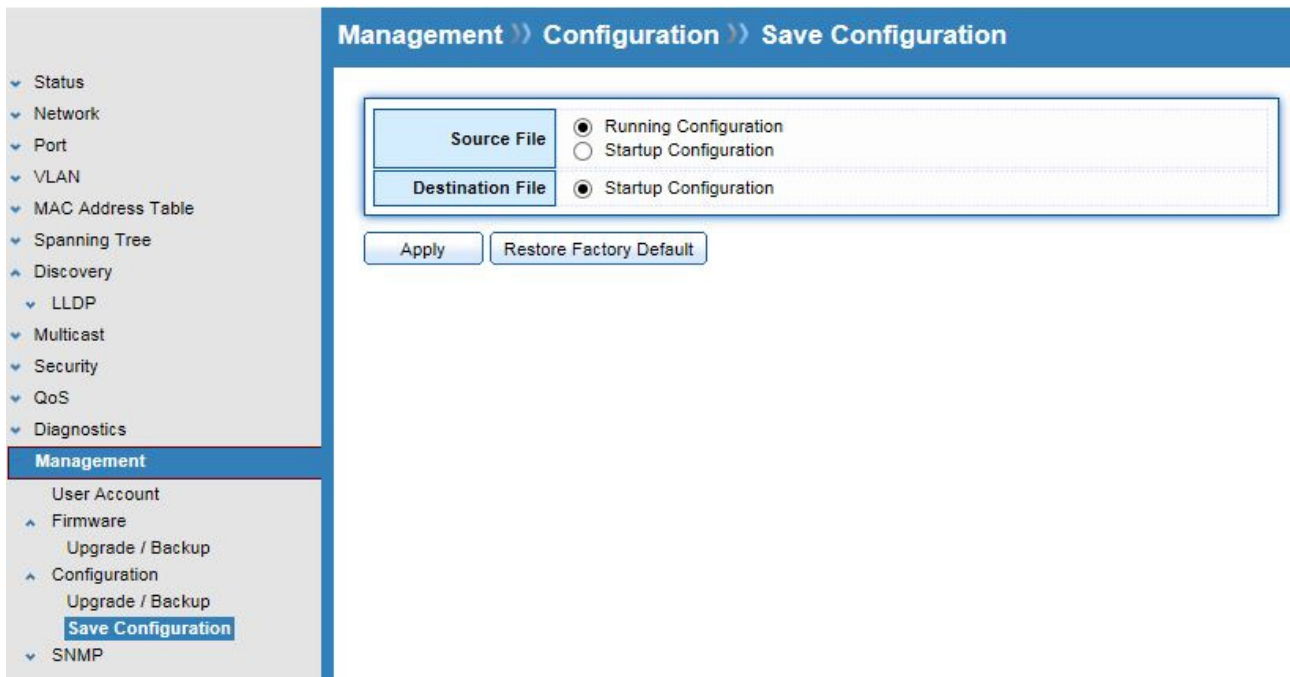 Management » Configuration » Save Configuration
Status
Network
Port
VLAN
MAC Address Table
Spanning Tree
Discovery
LLDP
Multicast
Security
QoS
Diagnostics
Management
User Account
Firmware
Upgrade / Backup
Configuration
Upgrade / Backup
Save Configuration
SNMP
Source File
Running Configuration
Startup Configuration
Destination File
Startup Configuration
Apply
Restore Factory Default